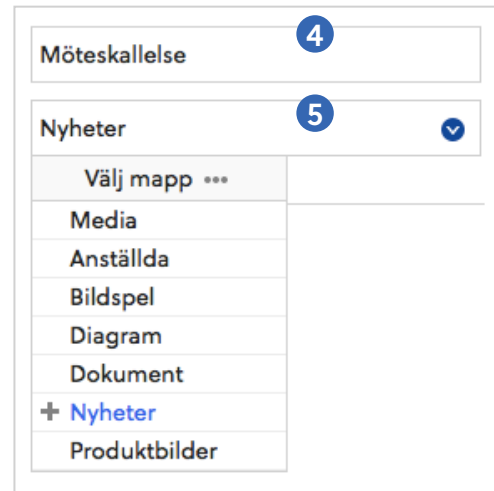 4
Möteskallelse
5
Nyheter
Välj mapp •••
Media
Anställda
Bildspel
Diagram
Dokument
+ Nyheter
Produktbilder